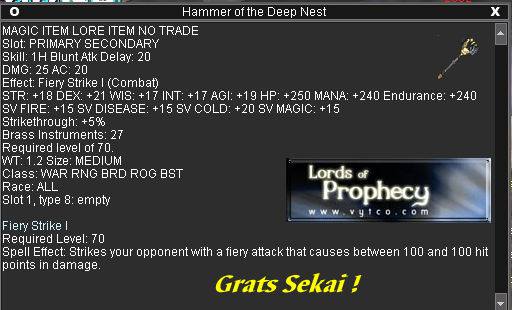 O Hammer of the Deep Nest X
MAGIC ITEM LORE ITEM NO TRADE
Slot: PRIMARY SECONDARY
Skill: 1H Blunt Atk Delay: 20
DMG: 25 AC: 20
Effect: Fiery Strike I (Combat)
STR: +18 DEX: +21 WIS: +17 INT: +17 AGI: +19 HP: +250 MANA: +240 Endurance: +240
SV FIRE: +15 SV DISEASE: +15 SV COLD: +20 SV MAGIC: +15
Strikethrough: +5%
Brass Instruments: 27
Required level of 70.
WT: 1.2 Size: MEDIUM
Class: WAR RNG BRD ROG BST
Race: ALL
Slot 1, type 8: empty
Lords of
Prophecy
www.vytco.com
Fiery Strike I
Required Level: 70
Spell Effect: Strikes your opponent with a fiery attack that causes between 100 and 100 hit
points in damage.
Grats Sekai !